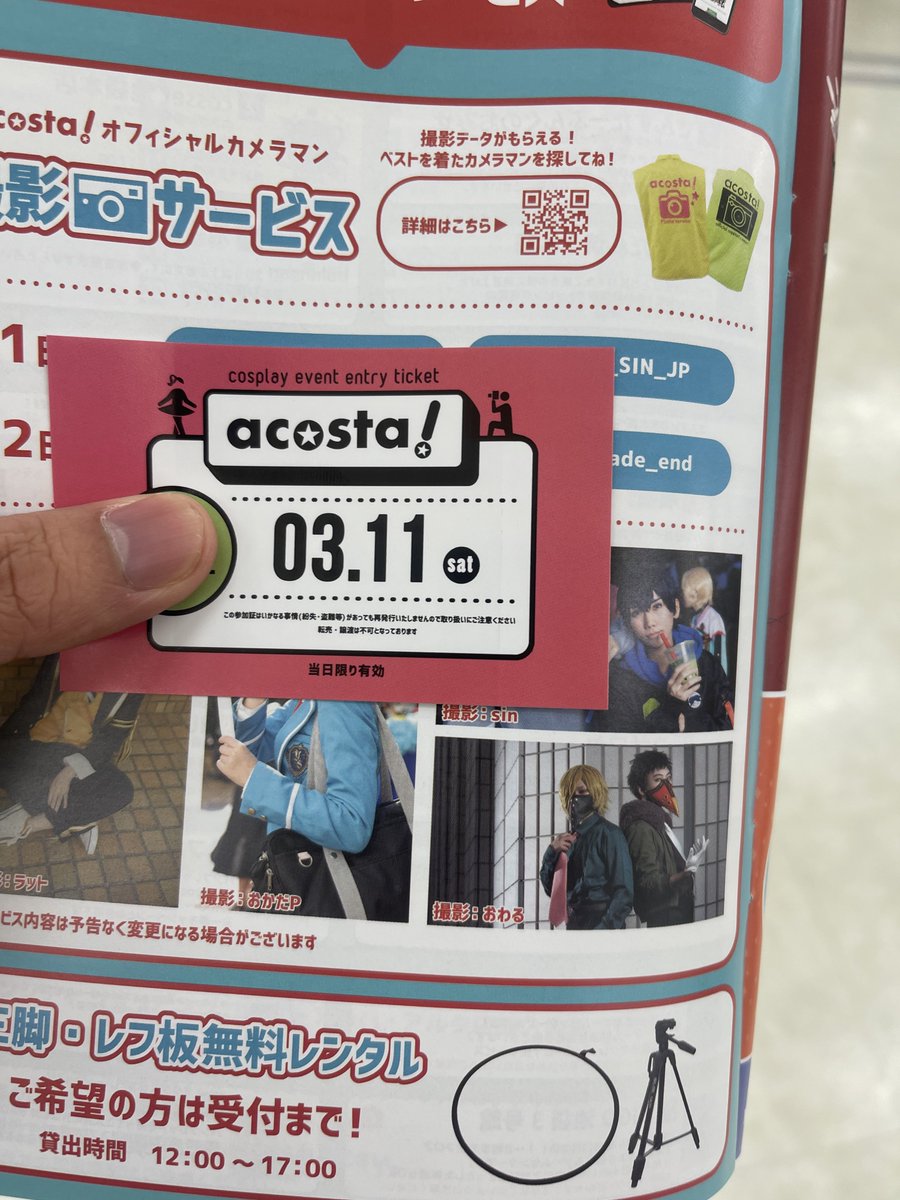 acosta! オフィシャルカメラマン
撮影サービス
撮影データがもらえる!
ベストを着たカメラマンを探してね!
詳細はこちら▶
acosta!
acosta!
1日
_SIN_JP
2日
ade_end
cosplay event entry ticket
acosta!
03.11 sat
この参加証はいかなる事情(紛失・盗難等)があっても再発行いたしませんので取り扱いにご注意ください
転売・譲渡は不可となっております
当日限り有効
撮影:sin
:ラット
撮影:おかだP
撮影:おわる
ビス内容は予告なく変更になる場合がございます
三脚・レフ板無料レンタル
ご希望の方は受付まで!
貸出時間 12:00～17:00